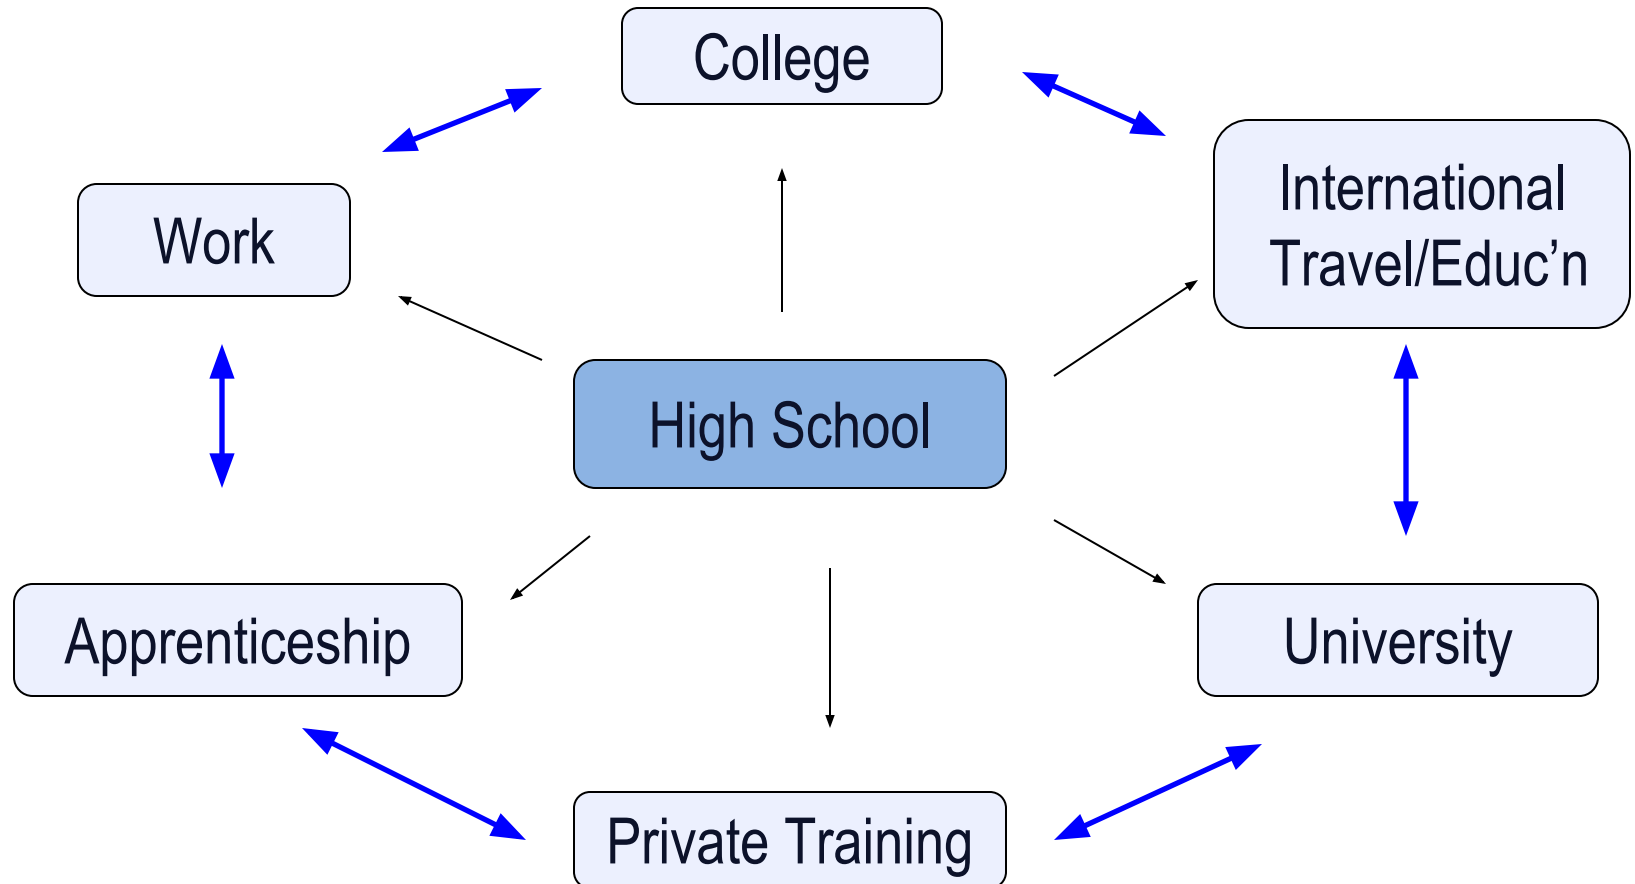 College
International
Travel/Educ’n
Work
High School
Apprenticeship
University
Private Training